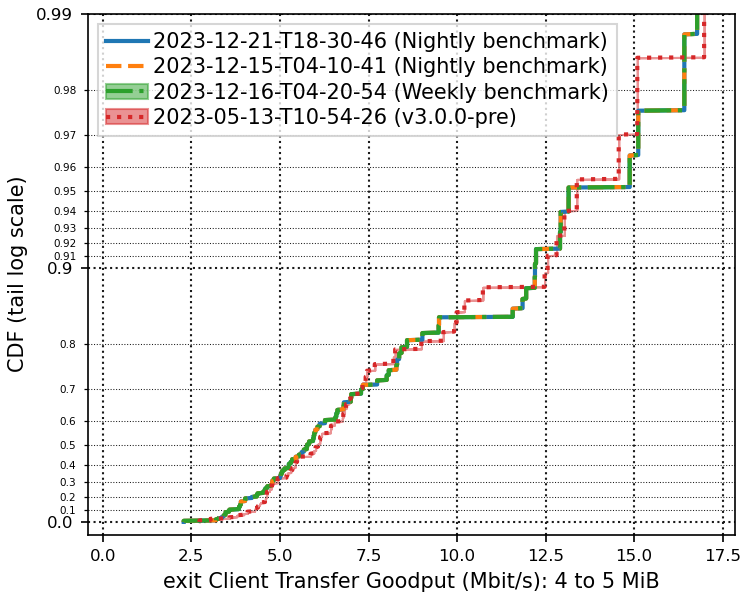 0.99
2023-12-21-T18-30-46 (Nightly benchmark)
2023-12-15-T04-10-41 (Nightly benchmark)
2023-12-16-T04-20-54 (Weekly benchmark)
2023-05-13-T10-54-26 (v3.0.0-pre)
0.98
0.97
0.96
0.95
0.94
0.93
0.92
0.91
0.9
0.8
0.7
0.6
0.5
0.4
0.3
0.2
0.1
0.0
CDF (tail log scale)
0.0 2.5 5.0 7.5 10.0 12.5 15.0 17.5
exit Client Transfer Goodput (Mbit/s): 4 to 5 MiB